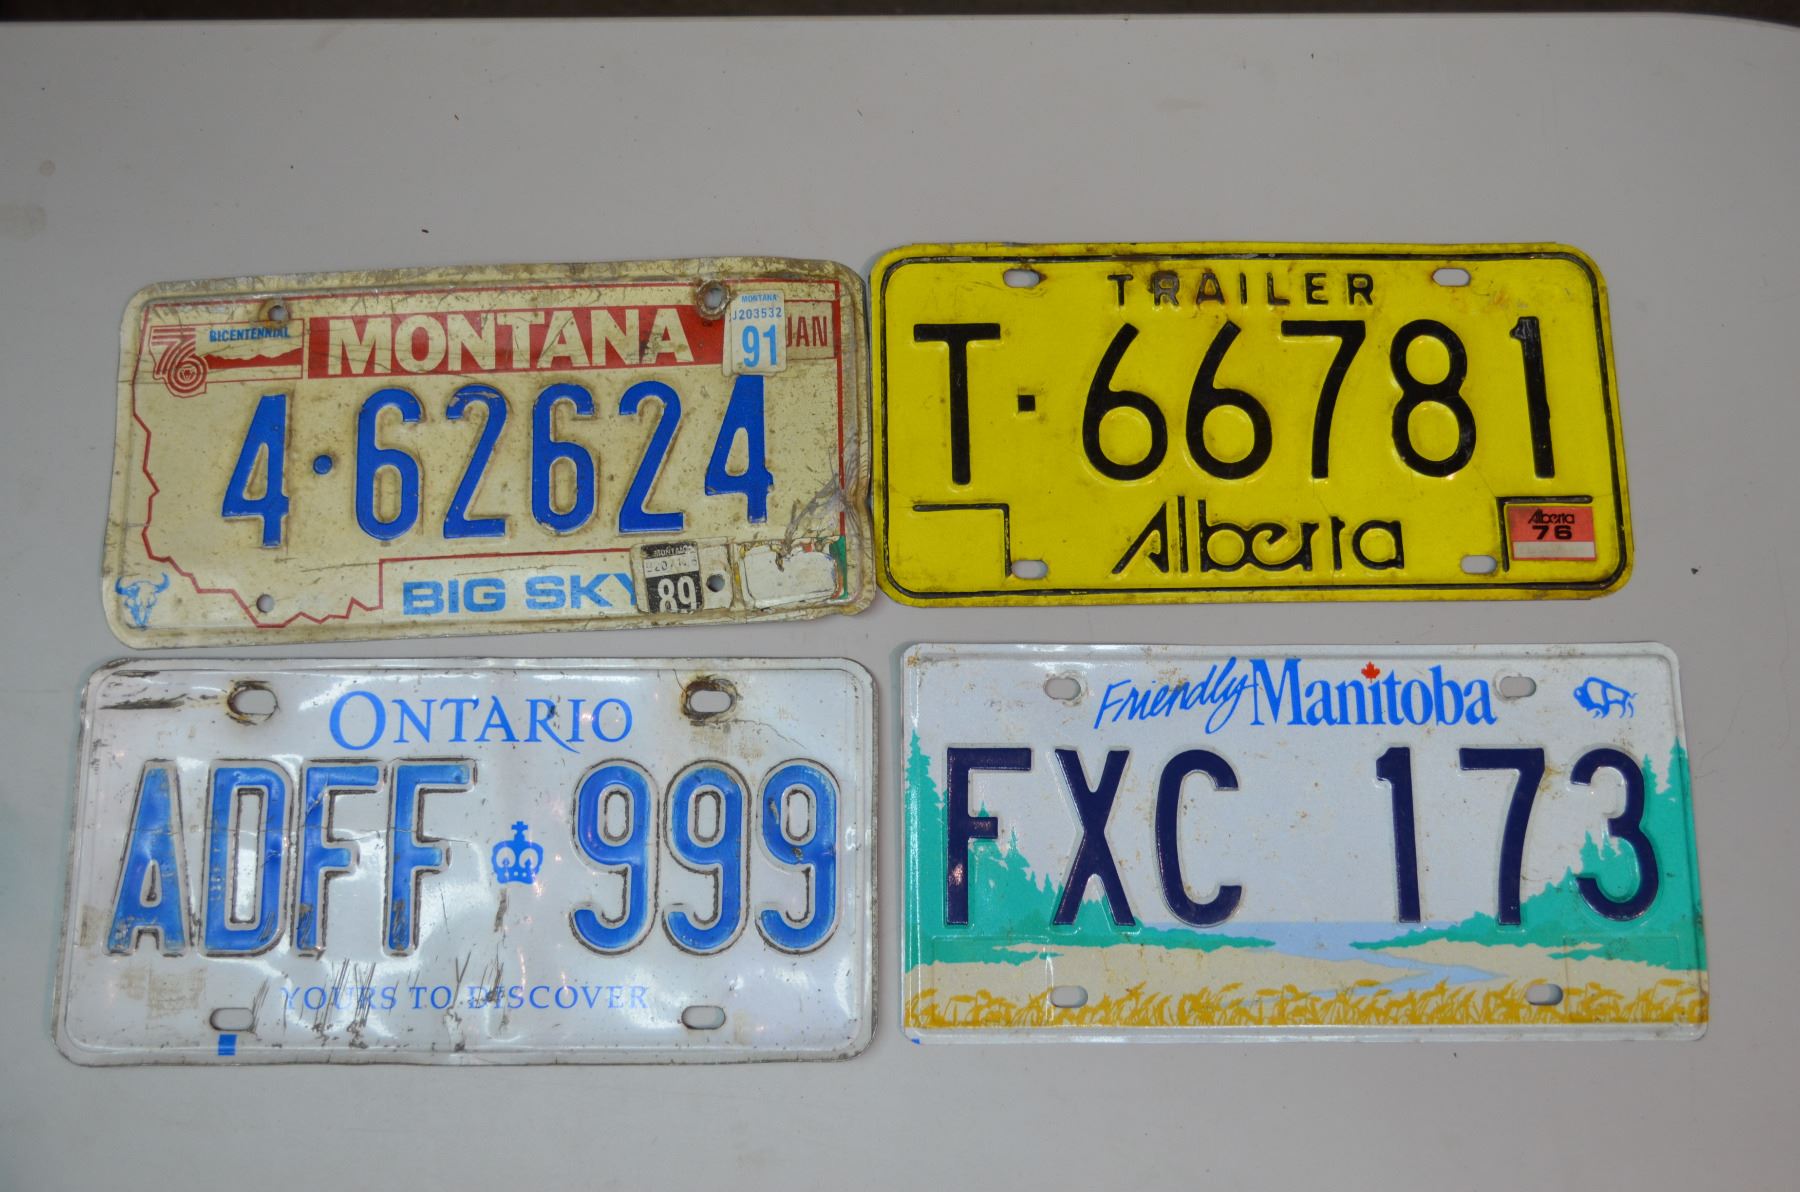 76 BICENTENNIAL MONTANA JAN
MONTANA
J203532
91
4·62624
BIG SKY
89
TRAILER
T·66781
Alberta
Alberta
76
ONTARIO
ADFF 999
YOURS TO DISCOVER
Friendly Manitoba
FXC 173